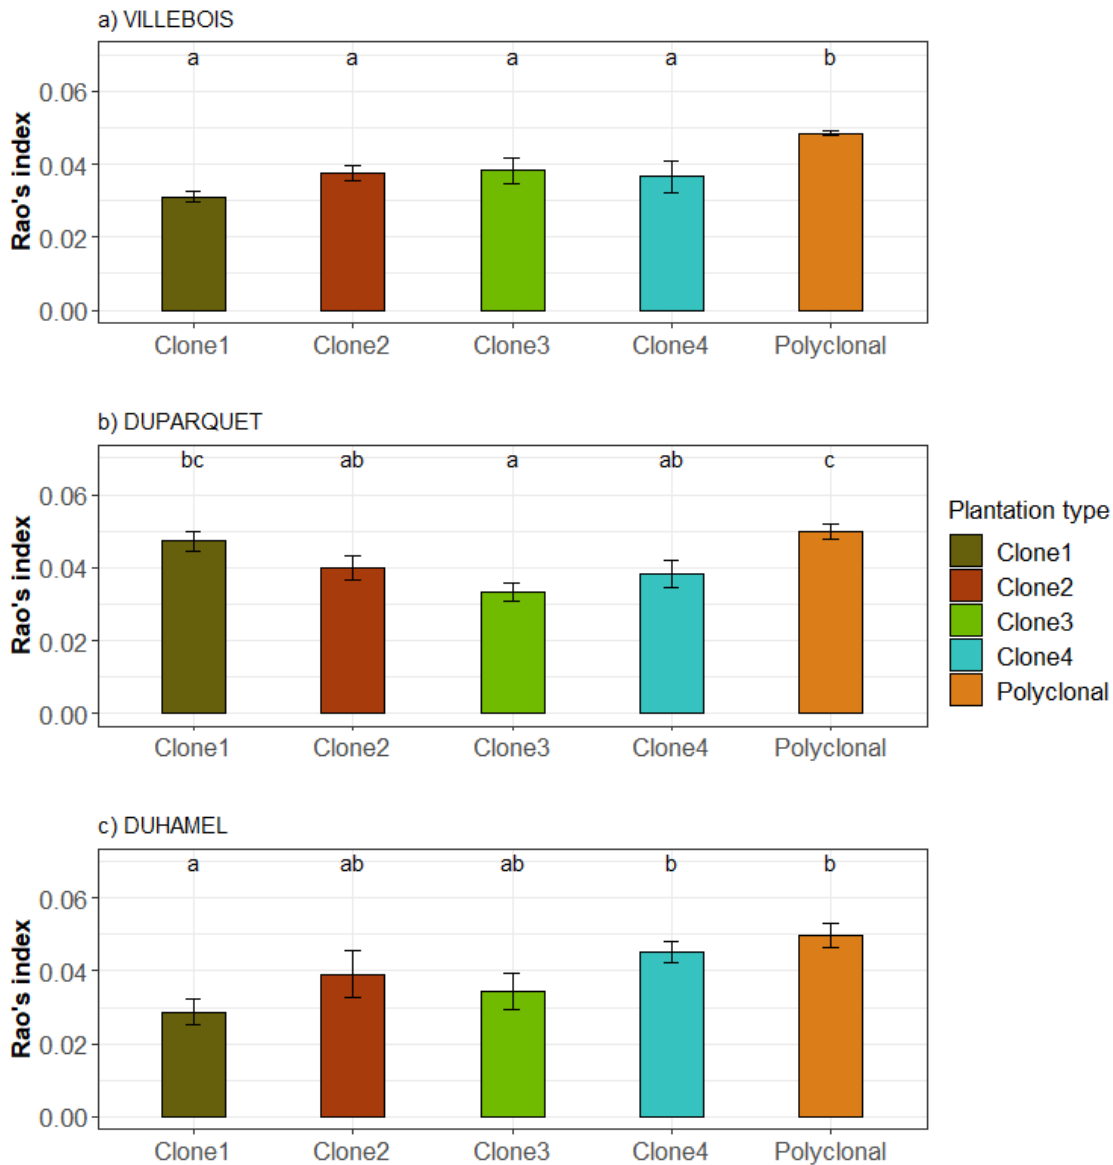 a) VILLEBOIS
a a a a b
0.06
0.04
0.02
0.00
Rao's index
Clone1 Clone2 Clone3 Clone4 Polyclonal
b) DUPARQUET
bc ab a ab c
0.06
0.04
0.02
0.00
Rao's index
Clone1 Clone2 Clone3 Clone4 Polyclonal
Plantation type
Clone1
Clone2
Clone3
Clone4
Polyclonal
c) DUHAMEL
a ab ab b b
0.06
0.04
0.02
0.00
Rao's index
Clone1 Clone2 Clone3 Clone4 Polyclonal